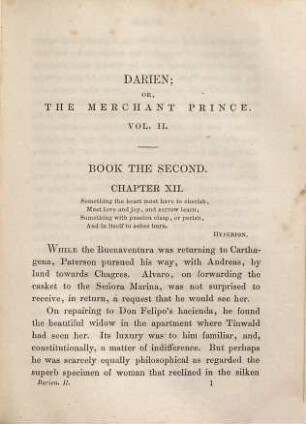 DARIEN;
OR,
THE MERCHANT PRINCE.
VOL. II.
BOOK THE SECOND.
CHAPTER XII.
Something the heart must have to cherish,
Must love and joy, and sorrow learn;
Something with passion clasp, or perish,
And in itself to ashes burn.
HYPERION.
WHILE the Buenaventura was returning to Cartha-
gena, Paterson pursued his way, with Andreas, by
land towards Chagres. Alvaro, on forwarding the
casket to the Señora Marina, was not surprised to
receive, in return, a request that he would see her.
On repairing to Don Felipo's hacienda, he found
the beautiful widow in the apartment where Tinwald
had seen her. Its luxury was to him familiar, and,
constitutionally, a matter of indifference. But perhaps
he was scarcely equally philosophical as regarded the
superb specimen of woman that reclined in the silken
Darien. II. 1